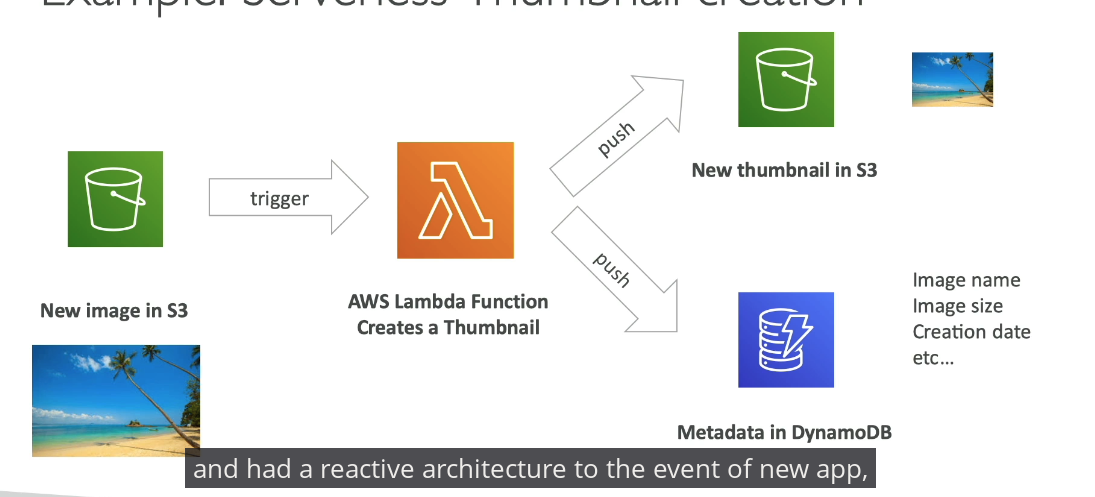 Example: Serverless Thumbnail creation
push
New thumbnail in S3
trigger
New image in S3
AWS Lambda Function
Creates a Thumbnail
push
Image name
Image size
Creation date
etc...
Metadata in DynamoDB
and had a reactive architecture to the event of new app,